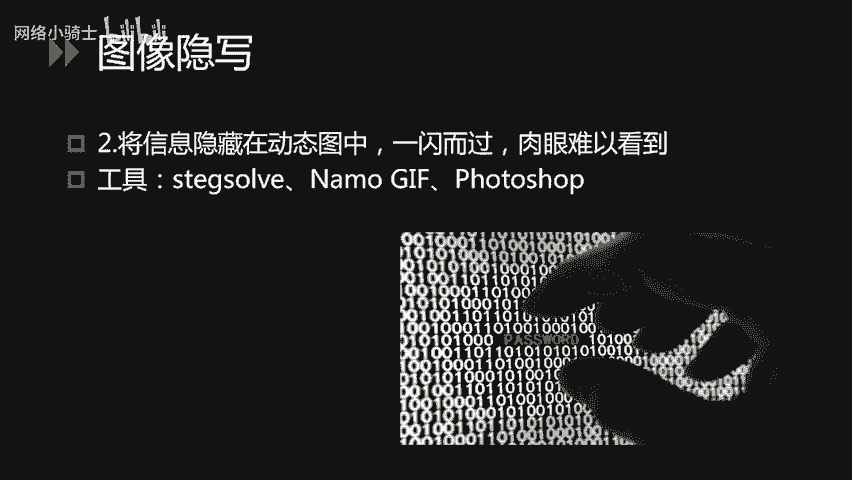 网络小骑士
图像隐写
2.将信息隐藏在动态图中，一闪而过，肉眼难以看到
工具：stegsolve、Namo GIF、Photoshop
PASSWORD